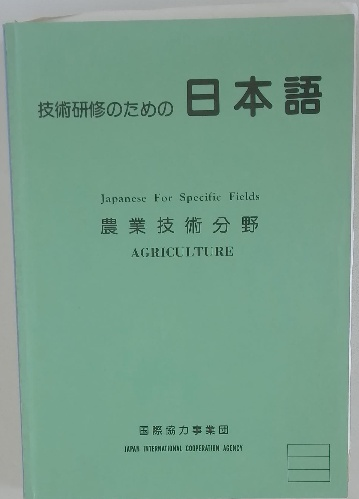 技術研修のための 日本語
Japanese For Specific Fields
農業技術分野
AGRICULTURE
国際協力事業団
JAPAN INTERNATIONAL COOPERATION AGENCY